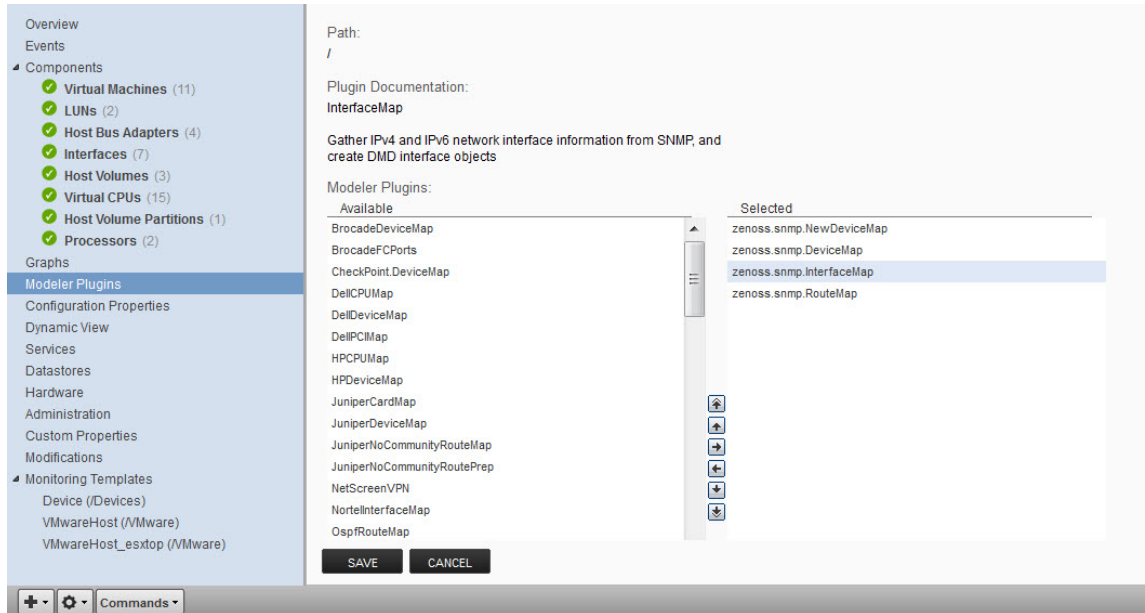 Overview
Events
Components
Virtual Machines (11)
LUNs (2)
Host Bus Adapters (4)
Interfaces (7)
Host Volumes (3)
Virtual CPUs (15)
Host Volume Partitions (1)
Processors (2)
Graphs
Modeler Plugins
Configuration Properties
Dynamic View
Services
Datastores
Hardware
Administration
Custom Properties
Modifications
Monitoring Templates
Device (/Devices)
VMwareHost (/VMware)
VMwareHost_esxtop (/VMware)
Path:
/
Plugin Documentation:
InterfaceMap
Gather IPv4 and IPv6 network interface information from SNMP, and
create DMD interface objects
Modeler Plugins:
Available
BrocadeDeviceMap
BrocadeFCPorts
CheckPoint.DeviceMap
DellCPUMap
DellDeviceMap
DellPCIMap
HPCPUMap
HPDeviceMap
JuniperCardMap
JuniperDeviceMap
JuniperNoCommunityRouteMap
JuniperNoCommunityRoutePrep
NetScreenVPN
NortelInterfaceMap
OspfRouteMap
Selected
zenoss.snmp.NewDeviceMap
zenoss.snmp.DeviceMap
zenoss.snmp.InterfaceMap
zenoss.snmp.RouteMap
SAVE
CANCEL
Commands